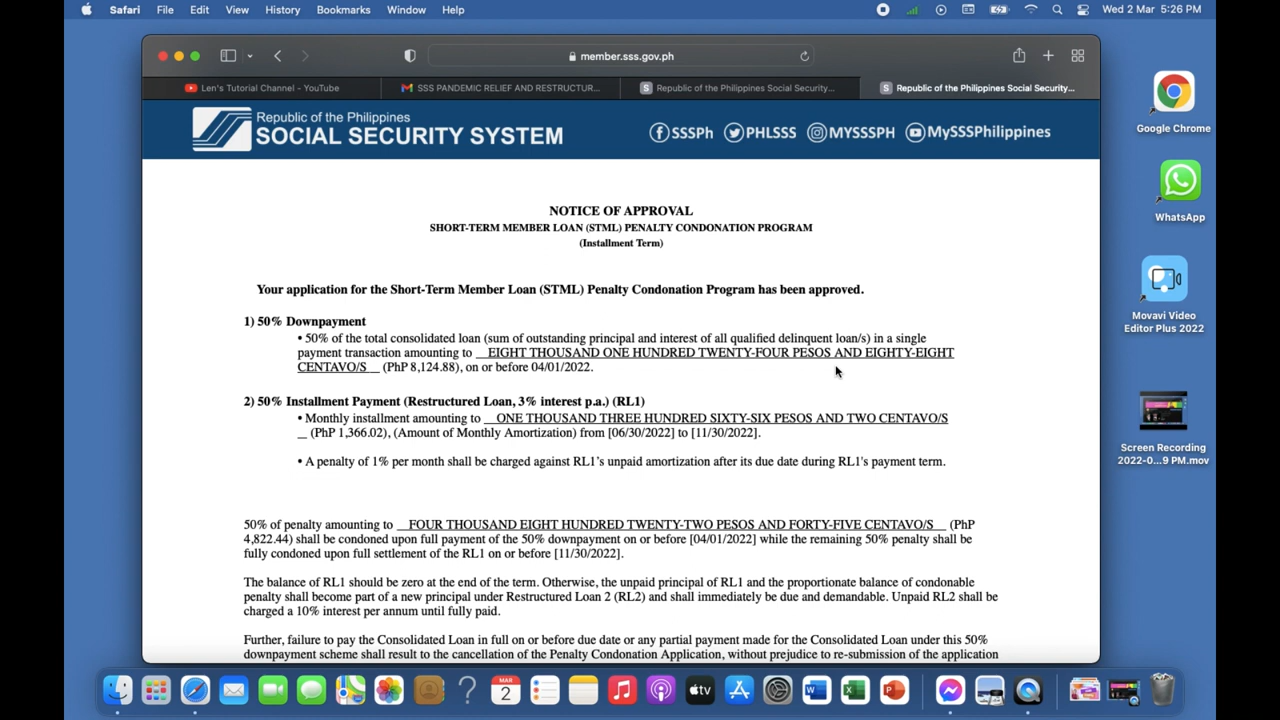 Safari File Edit View History Bookmarks Window Help Wed 2 Mar 5:26 PM
member.sss.gov.ph
Len's Tutorial Channel - YouTube SSS PANDEMIC RELIEF AND RESTRUCTUR... Republic of the Philippines Social Security... Republic of the Philippines Social Security...
Republic of the Philippines
SOCIAL SECURITY SYSTEM
SSSPh PHLSSS MYSSSPH MySSSPhilippines
NOTICE OF APPROVAL
SHORT-TERM MEMBER LOAN (STML) PENALTY CONDONATION PROGRAM
(Installment Term)
Your application for the Short-Term Member Loan (STML) Penalty Condonation Program has been approved.
1) 50% Downpayment
• 50% of the total consolidated loan (sum of outstanding principal and interest of all qualified delinquent loan/s) in a single
payment transaction amounting to __ EIGHT THOUSAND ONE HUNDRED TWENTY-FOUR PESOS AND EIGHTY-EIGHT
CENTAVO/S __ (PhP 8,124.88), on or before 04/01/2022.
2) 50% Installment Payment (Restructured Loan, 3% interest p.a.) (RL1)
• Monthly installment amounting to __ ONE THOUSAND THREE HUNDRED SIXTY-SIX PESOS AND TWO CENTAVO/S
__ (PhP 1,366.02), (Amount of Monthly Amortization) from [06/30/2022] to [11/30/2022].
• A penalty of 1% per month shall be charged against RL1's unpaid amortization after its due date during RL1's payment term.
50% of penalty amounting to __ FOUR THOUSAND EIGHT HUNDRED TWENTY-TWO PESOS AND FORTY-FIVE CENTAVO/S __ (PhP
4,822.44) shall be condoned upon full payment of the 50% downpayment on or before [04/01/2022] while the remaining 50% penalty shall be
fully condoned upon full settlement of the RL1 on or before [11/30/2022].
The balance of RL1 should be zero at the end of the term. Otherwise, the unpaid principal of RL1 and the proportionate balance of condonable
penalty shall become part of a new principal under Restructured Loan 2 (RL2) and shall immediately be due and demandable. Unpaid RL2 shall be
charged a 10% interest per annum until fully paid.
Further, failure to pay the Consolidated Loan in full on or before due date or any partial payment made for the Consolidated Loan under this 50%
downpayment scheme shall result to the cancellation of the Penalty Condonation Application, without prejudice to re-submission of the application
Google Chrome
WhatsApp
Movavi Video
Editor Plus 2022
Screen Recording
2022-0...9 PM.mov
MAR
2
tv